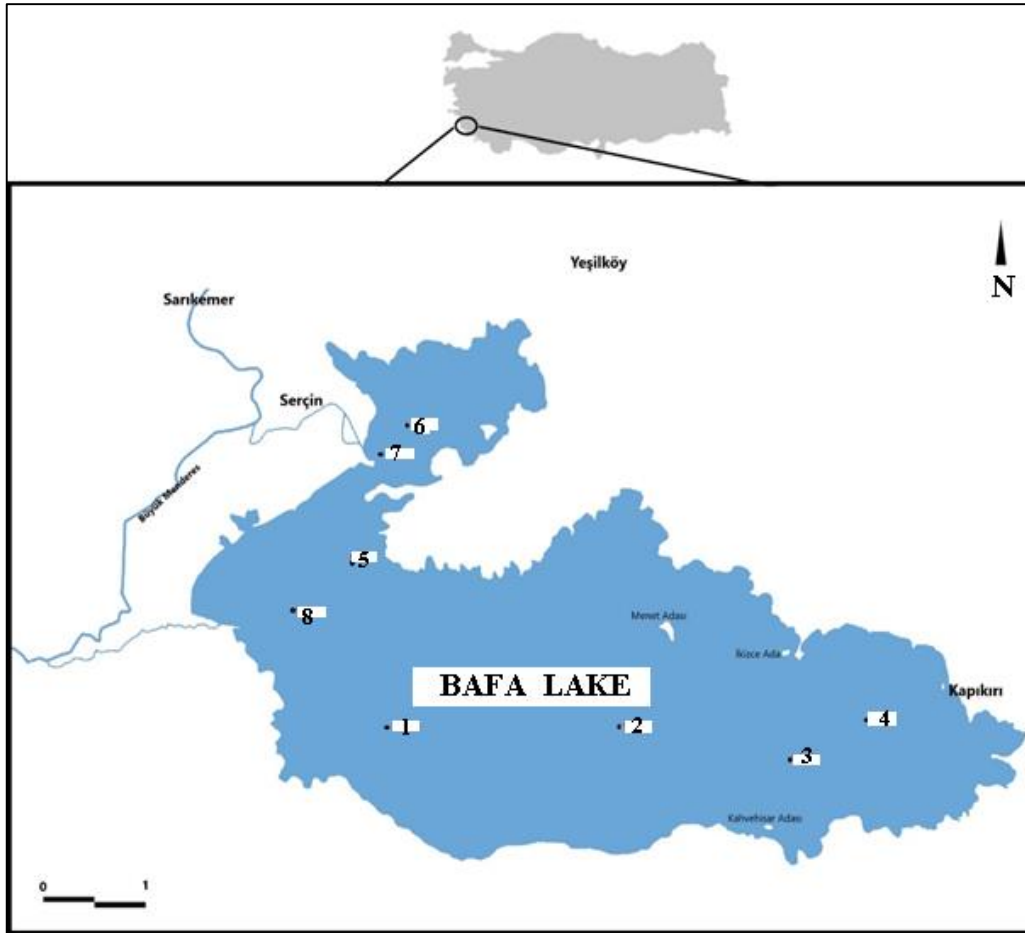 Yeşilköy
N
Sarıkemer
Serçin
6
7
Büyük Menderes
5
8
Menet Adası
İkizce Ada
BAFA LAKE
Kapıkırı
1
2
4
3
Kahvehisar Adası
0 1